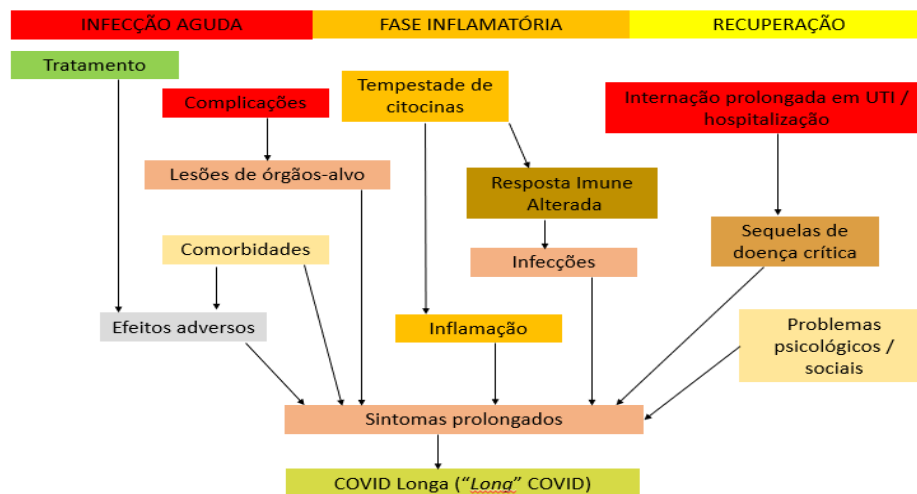 INFECÇÃO AGUDA
FASE INFLAMATÓRIA
RECUPERAÇÃO
Tratamento
Complicações
Tempestade de
citocinas
Internação prolongada em UTI /
hospitalização
Lesões de órgãos-alvo
Resposta Imune
Alterada
Comorbidades
Infecções
Sequelas de
doença crítica
Efeitos adversos
Inflamação
Problemas
psicológicos /
sociais
Sintomas prolongados
COVID Longa (“Long” COVID)